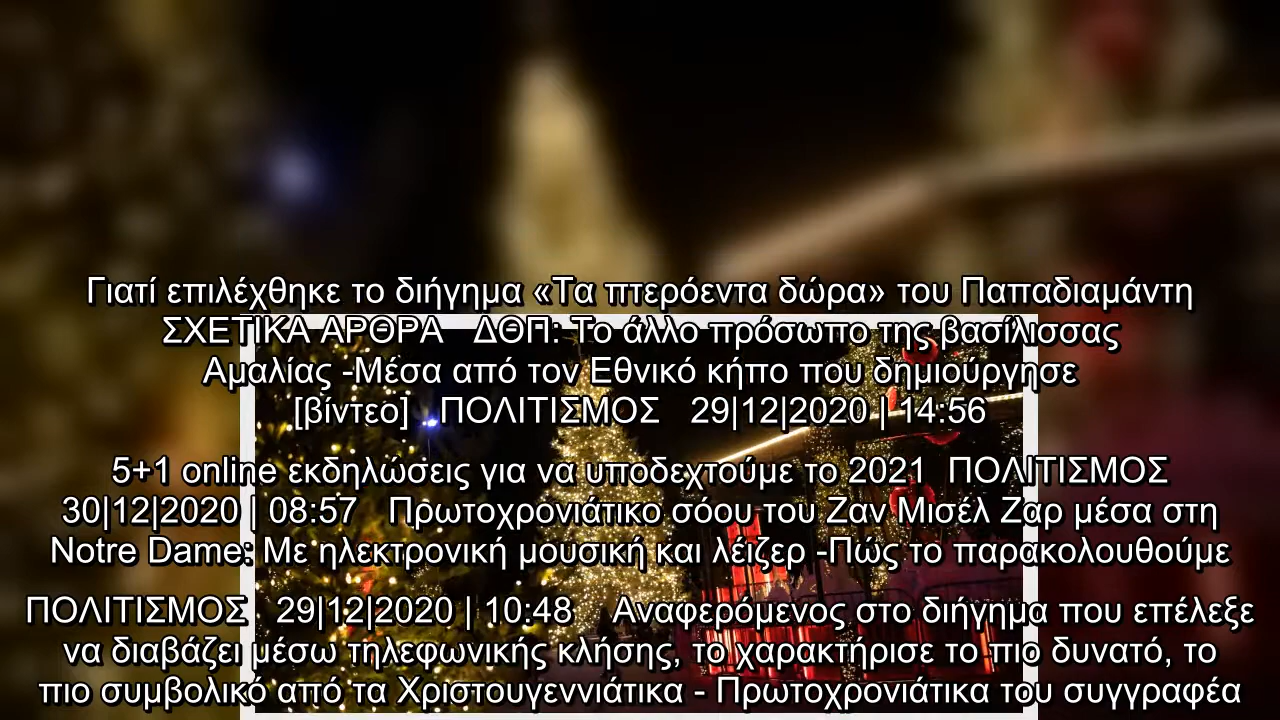 Γιατί επιλέχθηκε το διήγημα «Τα πτερόεντα δώρα» του Παπαδιαμάντη
ΣΧΕΤΙΚΑ ΑΡΘΡΑ ΔΘΠ: Το άλλο πρόσωπο της βασίλισσας
Αμαλίας -Μέσα από τον Εθνικό κήπο που δημιούργησε
[βίντεο] ΠΟΛΙΤΙΣΜΟΣ 29|12|2020 | 14:56
5+1 online εκδηλώσεις για να υποδεχτούμε το 2021 ΠΟΛΙΤΙΣΜΟΣ
30|12|2020 | 08:57 Πρωτοχρονιάτικο σόου του Ζαν Μισέλ Ζαρ μέσα στη
Notre Dame: Με ηλεκτρονική μουσική και λέιζερ -Πώς το παρακολουθούμε
ΠΟΛΙΤΙΣΜΟΣ 29|12|2020 | 10:48 Αναφερόμενος στο διήγημα που επέλεξε
να διαβάζει μέσω τηλεφωνικής κλήσης, το χαρακτήρισε το πιο δυνατό, το
πιο συμβολικό από τα Χριστουγεννιάτικα - Πρωτοχρονιάτικα του συγγραφέα